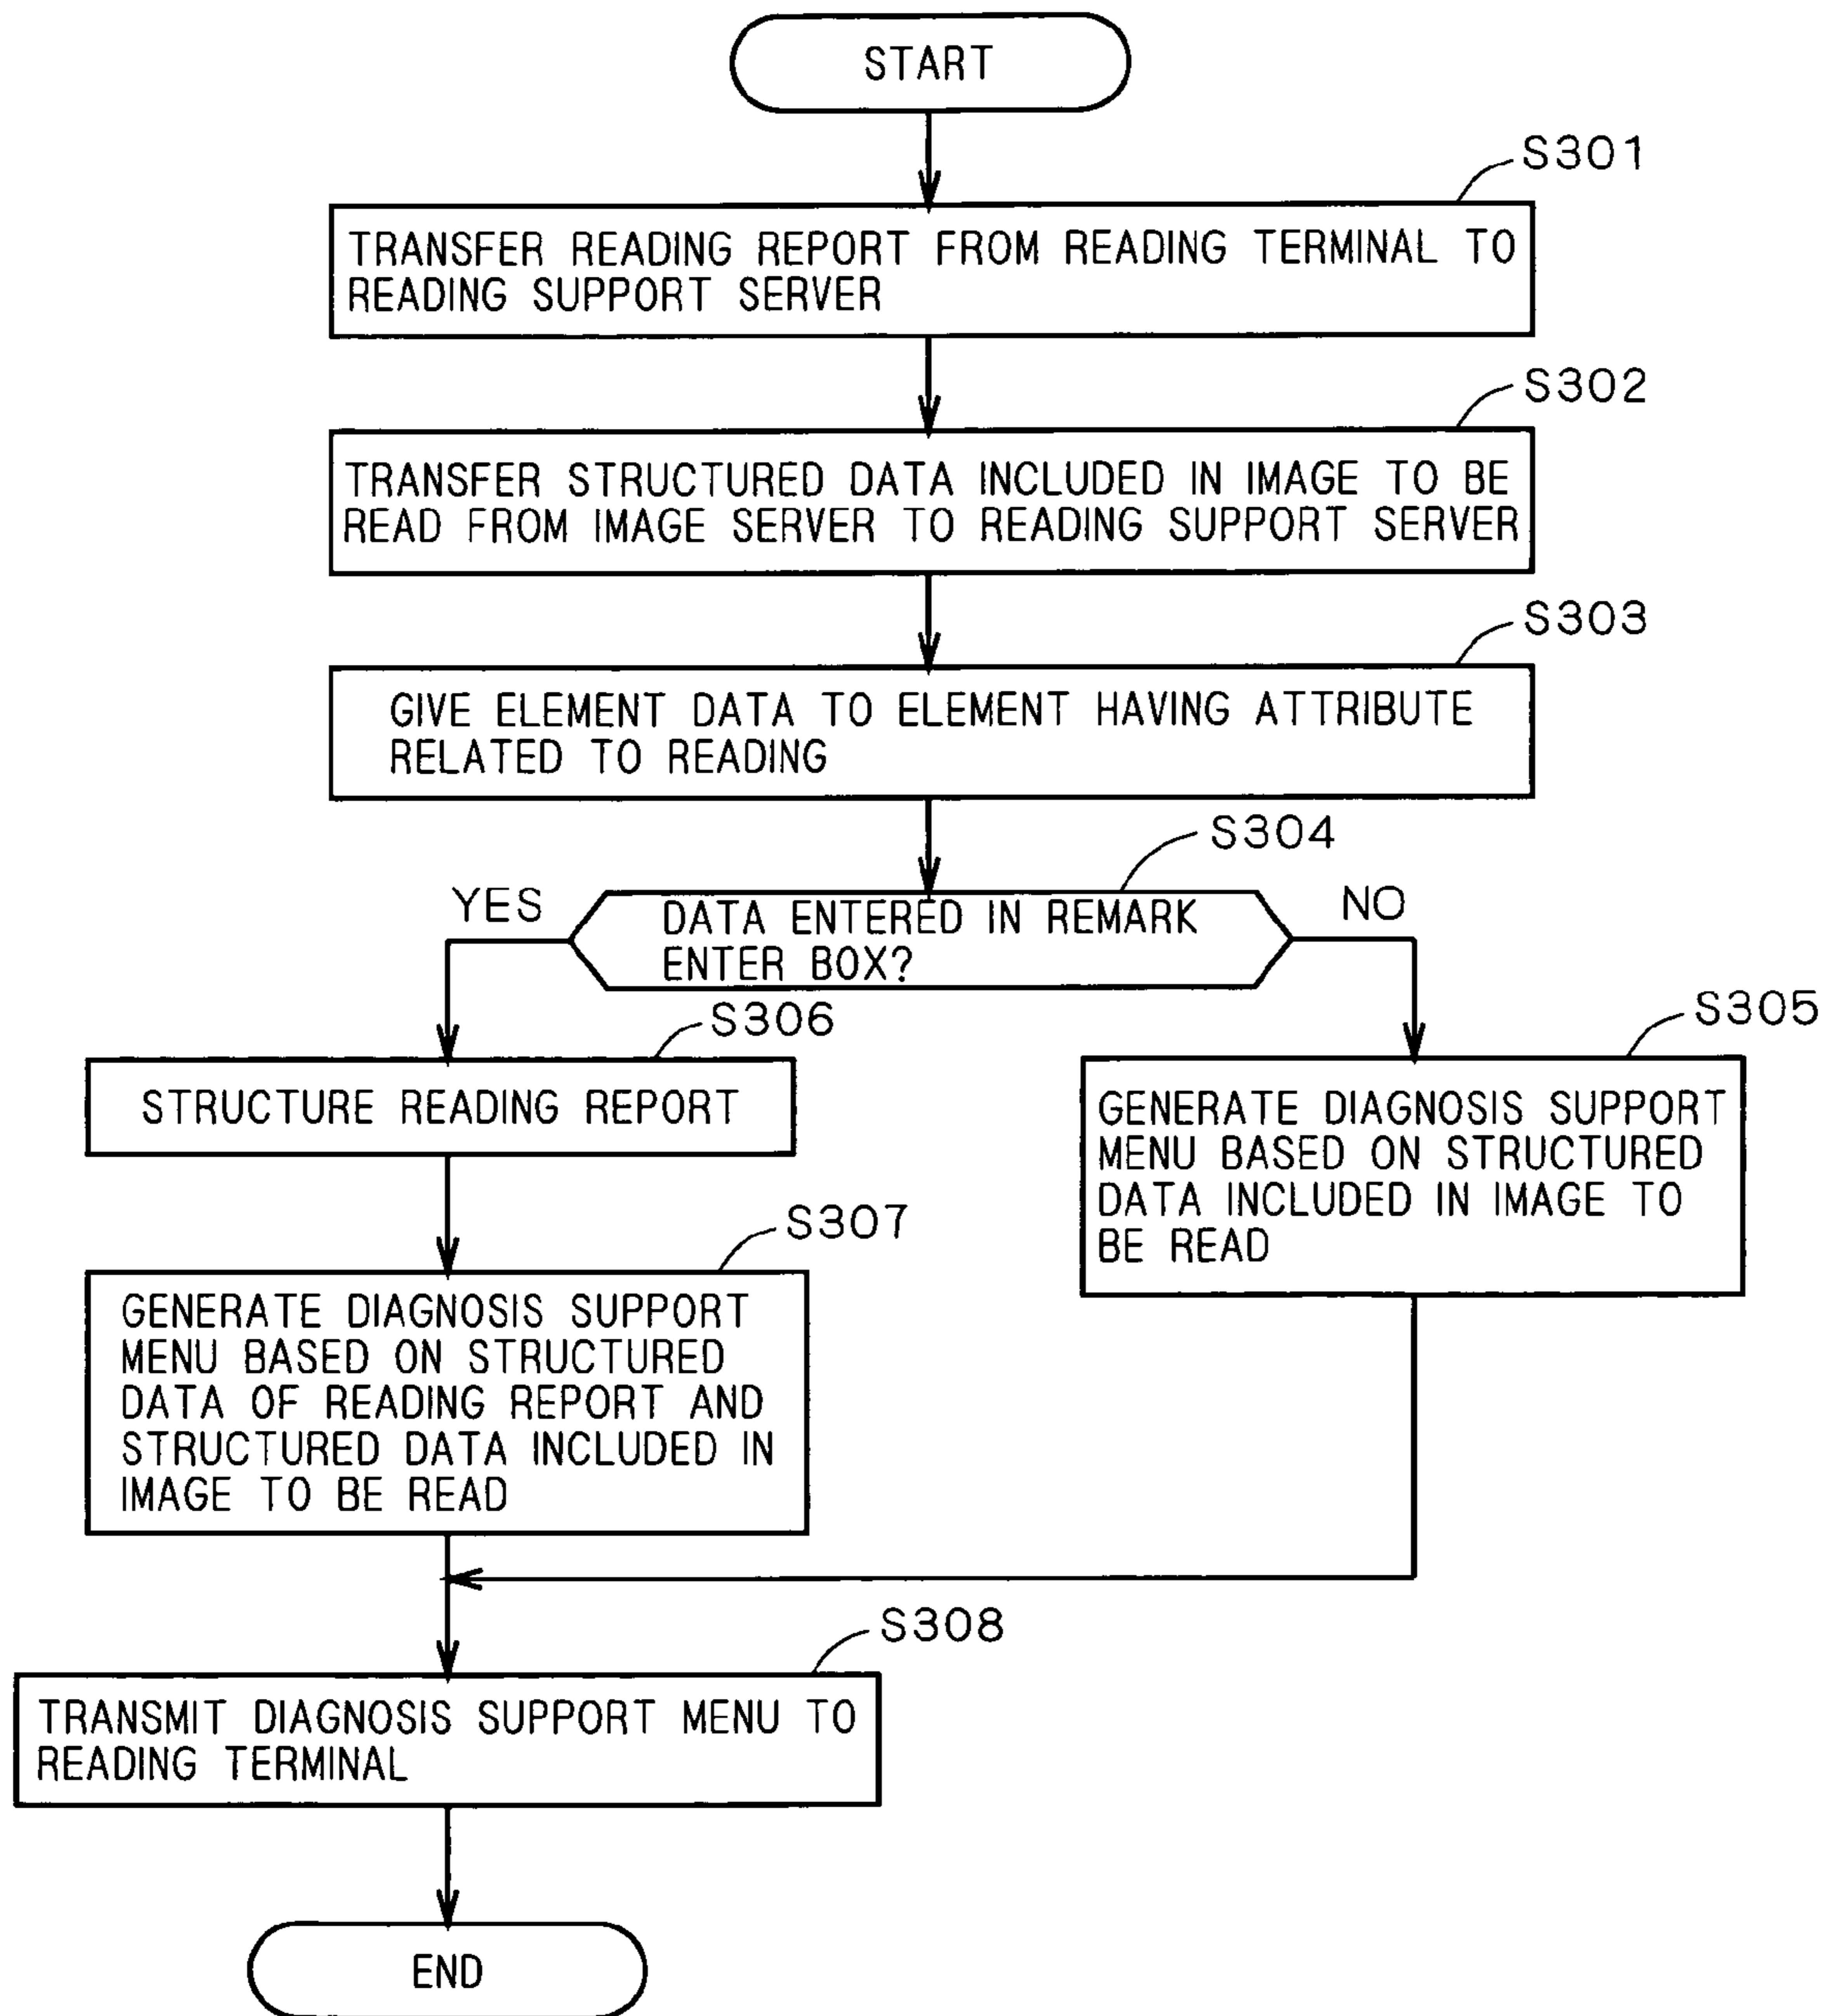 START
S301
TRANSFER READING REPORT FROM READING TERMINAL TO
READING SUPPORT SERVER
S302
TRANSFER STRUCTURED DATA INCLUDED IN IMAGE TO BE
READ FROM IMAGE SERVER TO READING SUPPORT SERVER
S303
GIVE ELEMENT DATA TO ELEMENT HAVING ATTRIBUTE
RELATED TO READING
S304
YES
DATA ENTERED IN REMARK
ENTER BOX?
NO
S306
STRUCTURE READING REPORT
S305
GENERATE DIAGNOSIS SUPPORT
MENU BASED ON STRUCTURED
DATA INCLUDED IN IMAGE TO
BE READ
S307
GENERATE DIAGNOSIS SUPPORT
MENU BASED ON STRUCTURED
DATA OF READING REPORT AND
STRUCTURED DATA INCLUDED IN
IMAGE TO BE READ
S308
TRANSMIT DIAGNOSIS SUPPORT MENU TO
READING TERMINAL
END